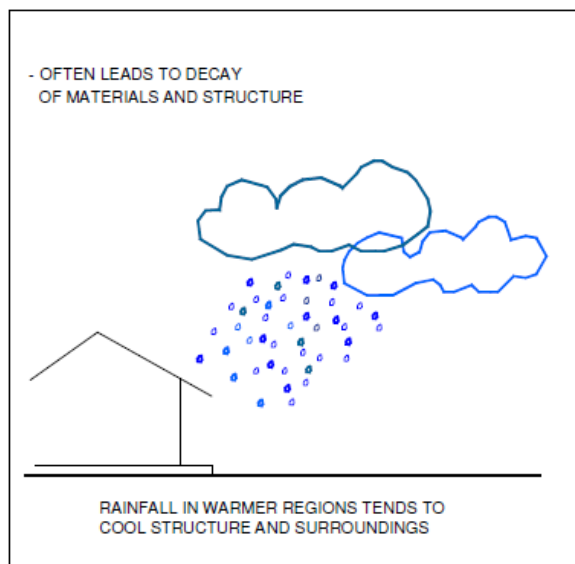 - OFTEN LEADS TO DECAY
OF MATERIALS AND STRUCTURE
RAINFALL IN WARMER REGIONS TENDS TO
COOL STRUCTURE AND SURROUNDINGS